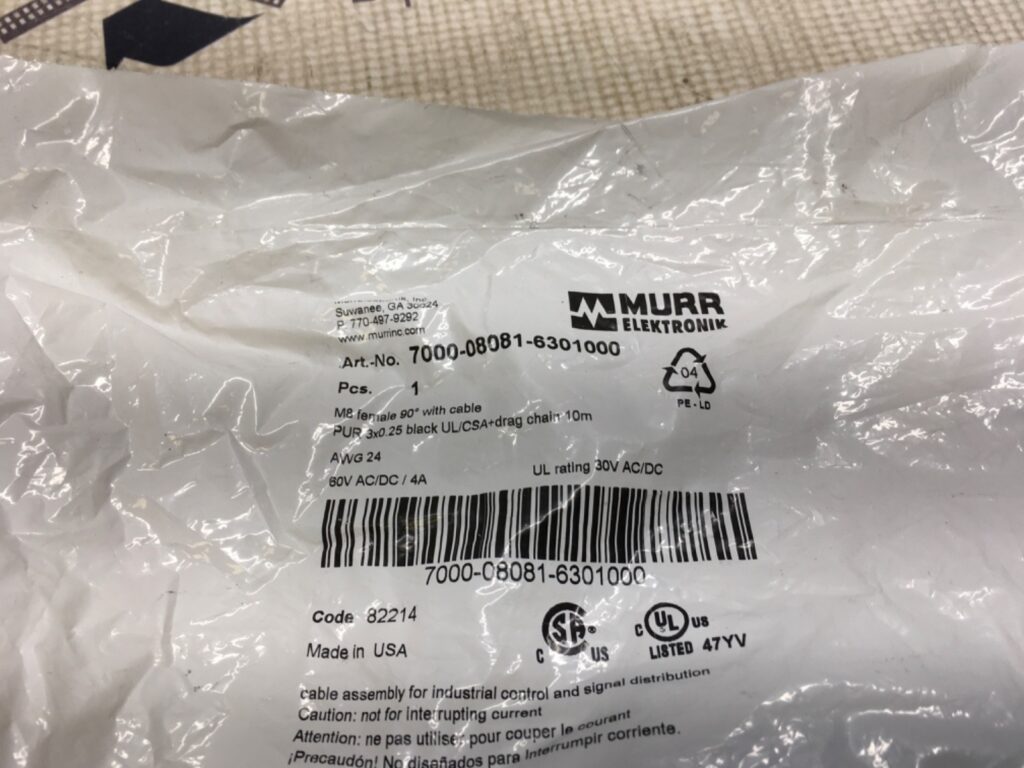 Suwanee, GA 30024
P 770-497-9292
www.murrinc.com
MURR
ELEKTRONIK
Art.-No. 7000-08081-6301000
Pcs. 1
04
PE-LD
M8 female 90° with cable
PUR 3x0.25 black UL/CSA+drag chain 10m
AWG 24
60V AC/DC / 4A
UL rating 30V AC/DC
7000-08081-6301000
Code 82214
Made in USA
C SA® US
C UL US
LISTED 47YV
cable assembly for industrial control and signal distribution
Caution: not for interrupting current
Attention: ne pas utiliser pour couper le courant
¡Precaudón! No diseñados para interrumpir corriente.